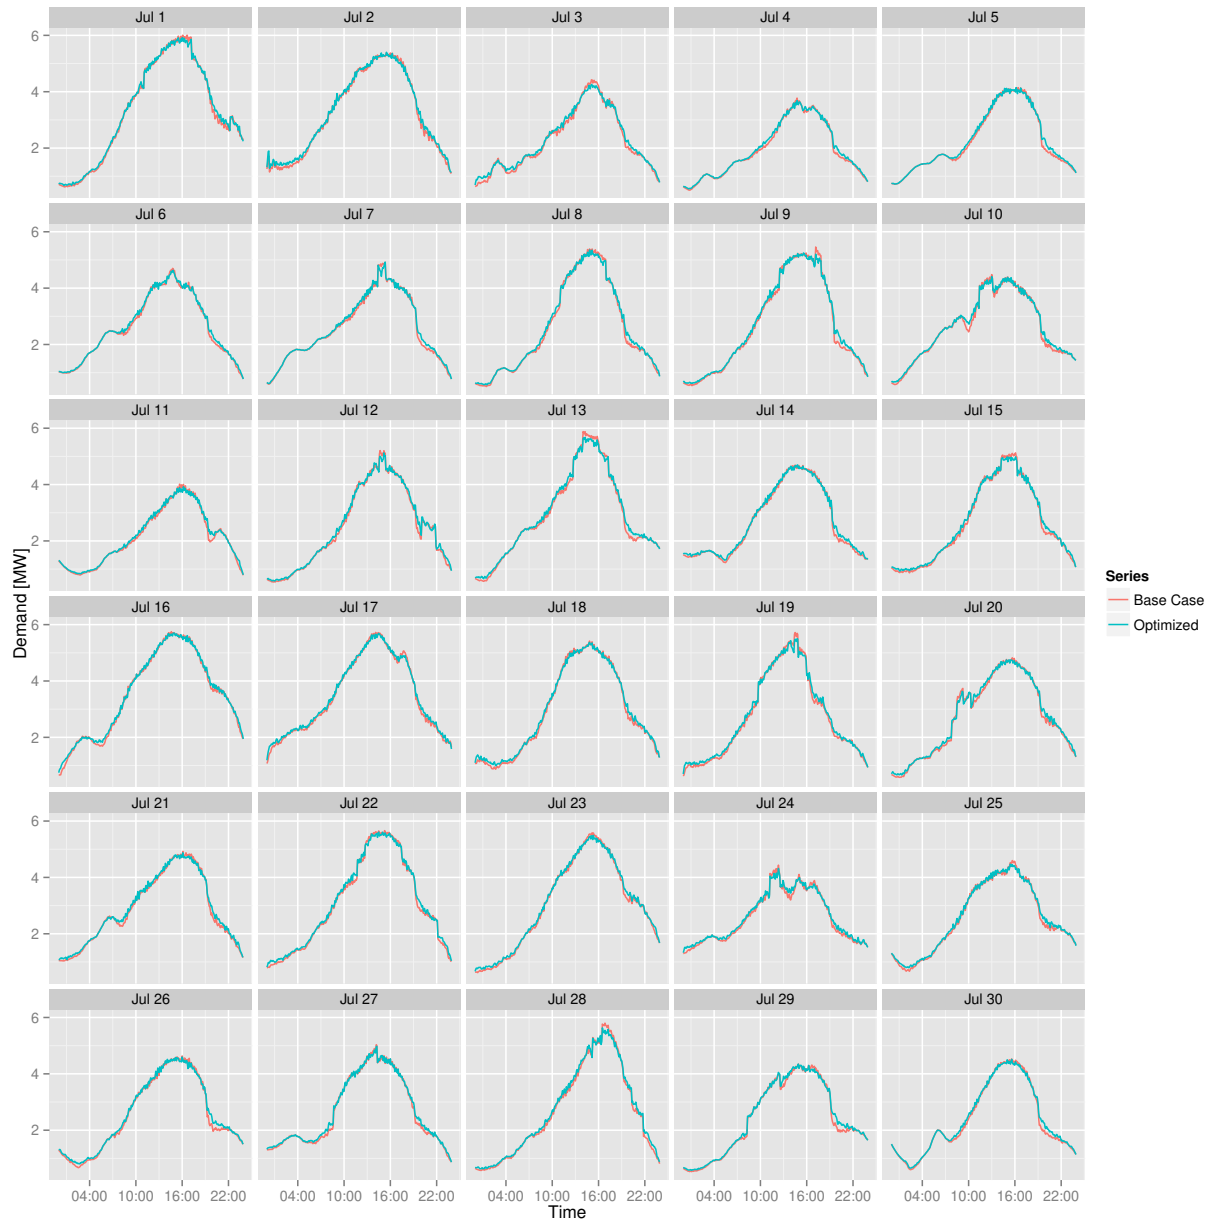 Jul 1 Jul 2 Jul 3 Jul 4 Jul 5
6
4
2
Jul 6 Jul 7 Jul 8 Jul 9 Jul 10
6
4
2
Jul 11 Jul 12 Jul 13 Jul 14 Jul 15
6
4
2
Jul 16 Jul 17 Jul 18 Jul 19 Jul 20
6
4
2
Jul 21 Jul 22 Jul 23 Jul 24 Jul 25
6
4
2
Jul 26 Jul 27 Jul 28 Jul 29 Jul 30
6
4
2
04:00 10:00 16:00 22:00 04:00 10:00 16:00 22:00 04:00 10:00 16:00 22:00 04:00 10:00 16:00 22:00 04:00 10:00 16:00 22:00
Time
Demand [MW]
Series
Base Case
Optimized